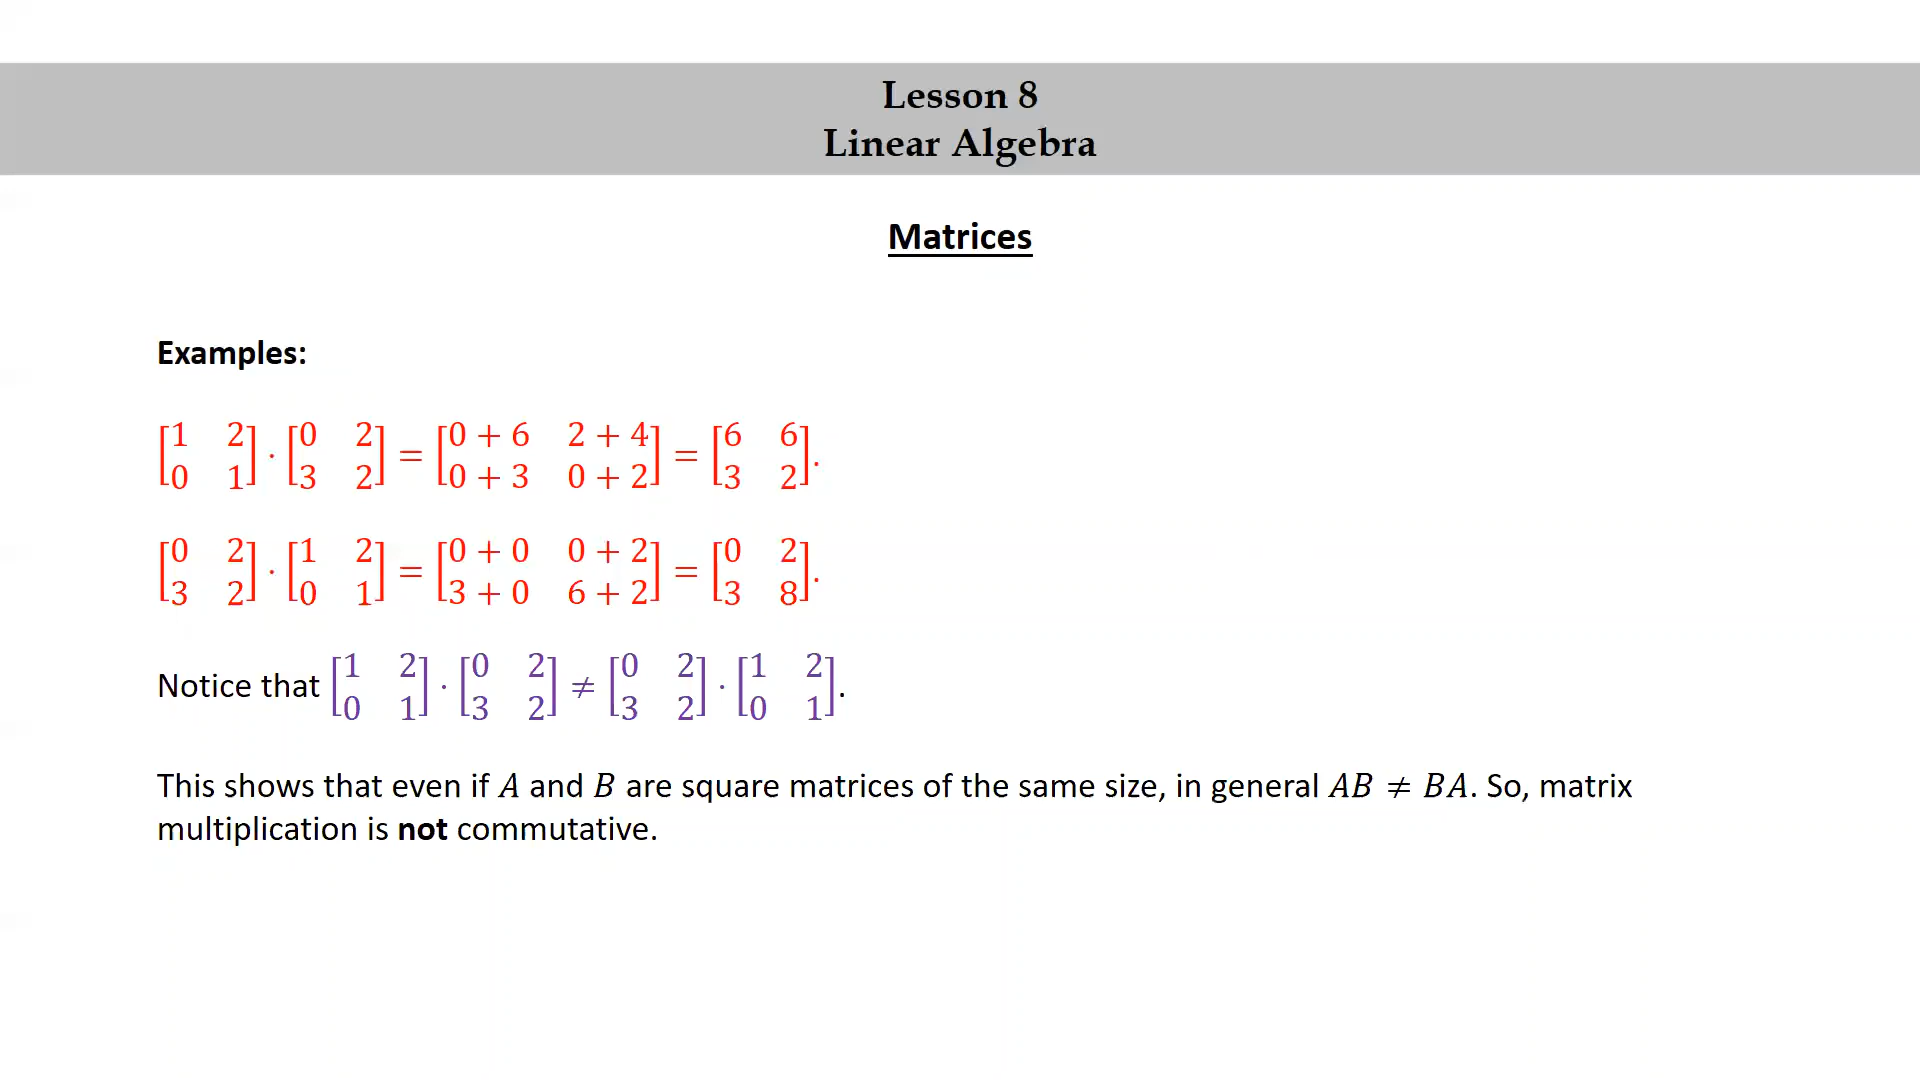 Lesson 8
Linear Algebra
Matrices
Examples:
[1 2; 0 1] · [0 2; 3 2] = [0 + 6 2 + 4; 0 + 3 0 + 2] = [6 6; 3 2].
[0 2; 3 2] · [1 2; 0 1] = [0 + 0 0 + 2; 3 + 0 6 + 2] = [0 2; 3 8].
Notice that [1 2; 0 1] · [0 2; 3 2] ≠ [0 2; 3 2] · [1 2; 0 1].
This shows that even if A and B are square matrices of the same size, in general AB ≠ BA. So, matrix
multiplication is not commutative.